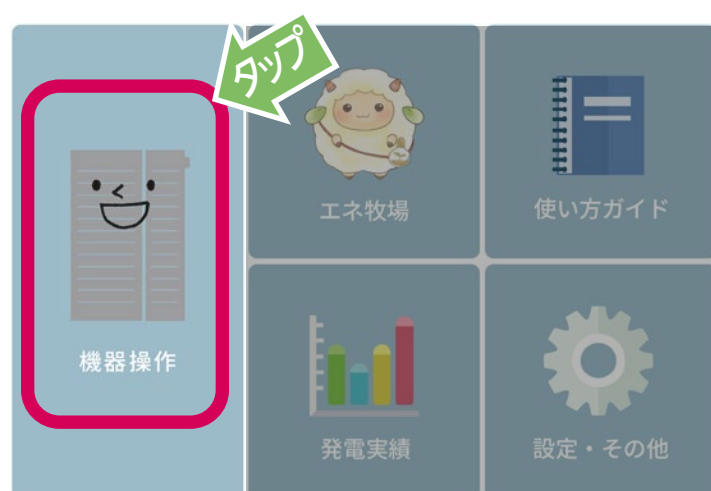 タップ
機器操作
エネ牧場
使い方ガイド
発電実績
設定・その他